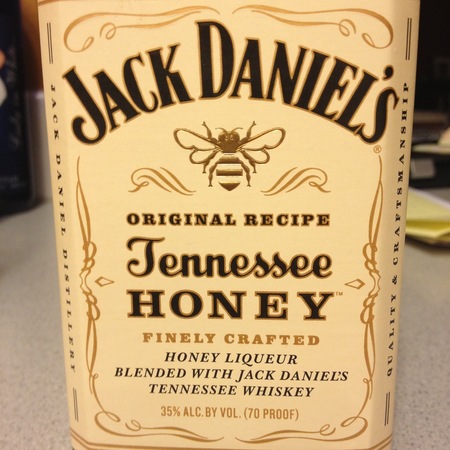 JACK DANIEL'S
®
ORIGINAL RECIPE
Tennessee
HONEY™
FINELY CRAFTED
HONEY LIQUEUR
BLENDED WITH JACK DANIEL'S
TENNESSEE WHISKEY
35% ALC. BY VOL. (70 PROOF)
JACK DANIEL DISTILLERY
QUALITY & CRAFTSMANSHIP